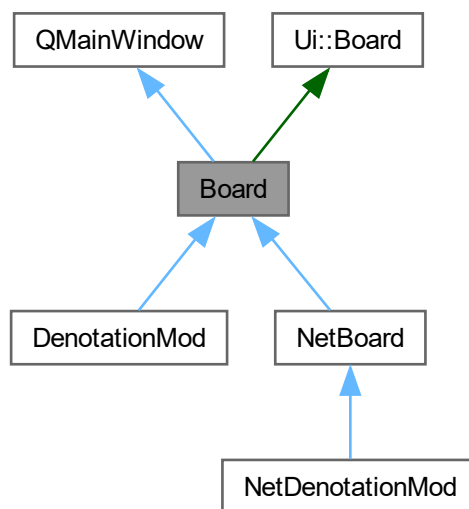 QMainWindow
Ui::Board
Board
DenotationMod
NetBoard
NetDenotationMod